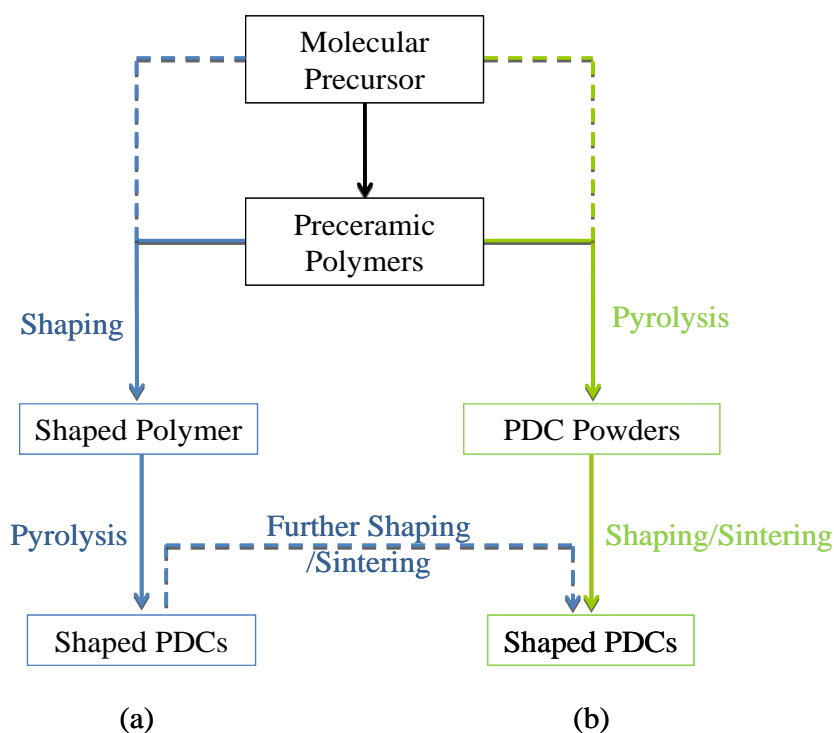 Molecular
Precursor
Preceramic
Polymers
Shaping
Pyrolysis
Shaped Polymer
PDC Powders
Pyrolysis
Further Shaping
/Sintering
Shaping/Sintering
Shaped PDCs
Shaped PDCs
(a)
(b)